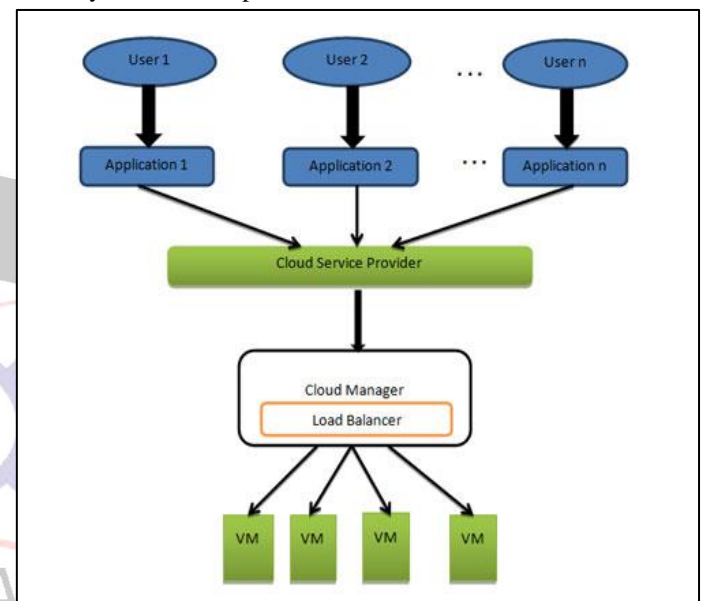 User 1 User 2 ... User n
Application 1 Application 2 ... Application n
Cloud Service Provider
Cloud Manager
Load Balancer
VM VM VM VM